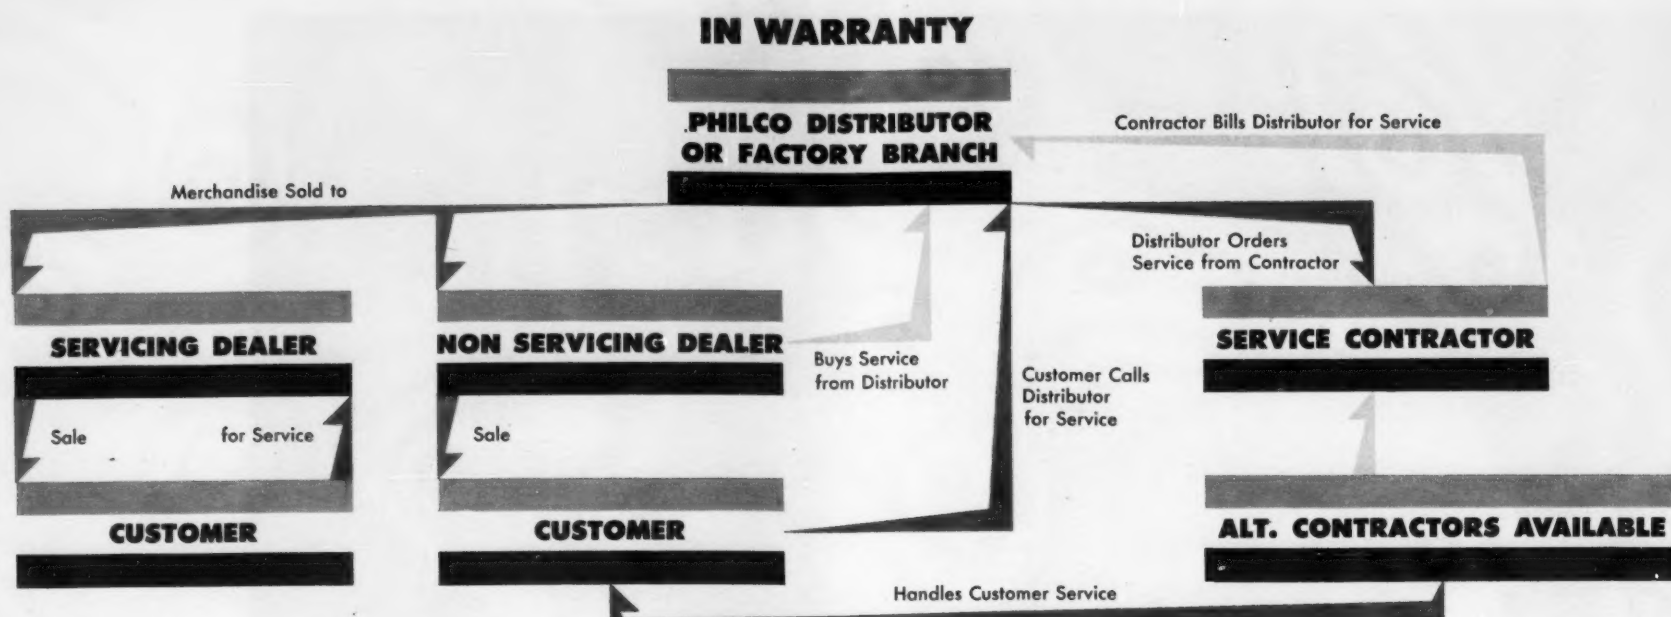 IN WARRANTY
PHILCO DISTRIBUTOR
OR FACTORY BRANCH
Contractor Bills Distributor for Service
Merchandise Sold to
Distributor Orders
Service from Contractor
SERVICING DEALER
NON SERVICING DEALER
SERVICE CONTRACTOR
Buys Service
from Distributor
Customer Calls
Distributor
for Service
Sale
for Service
Sale
CUSTOMER
CUSTOMER
ALT. CONTRACTORS AVAILABLE
Handles Customer Service